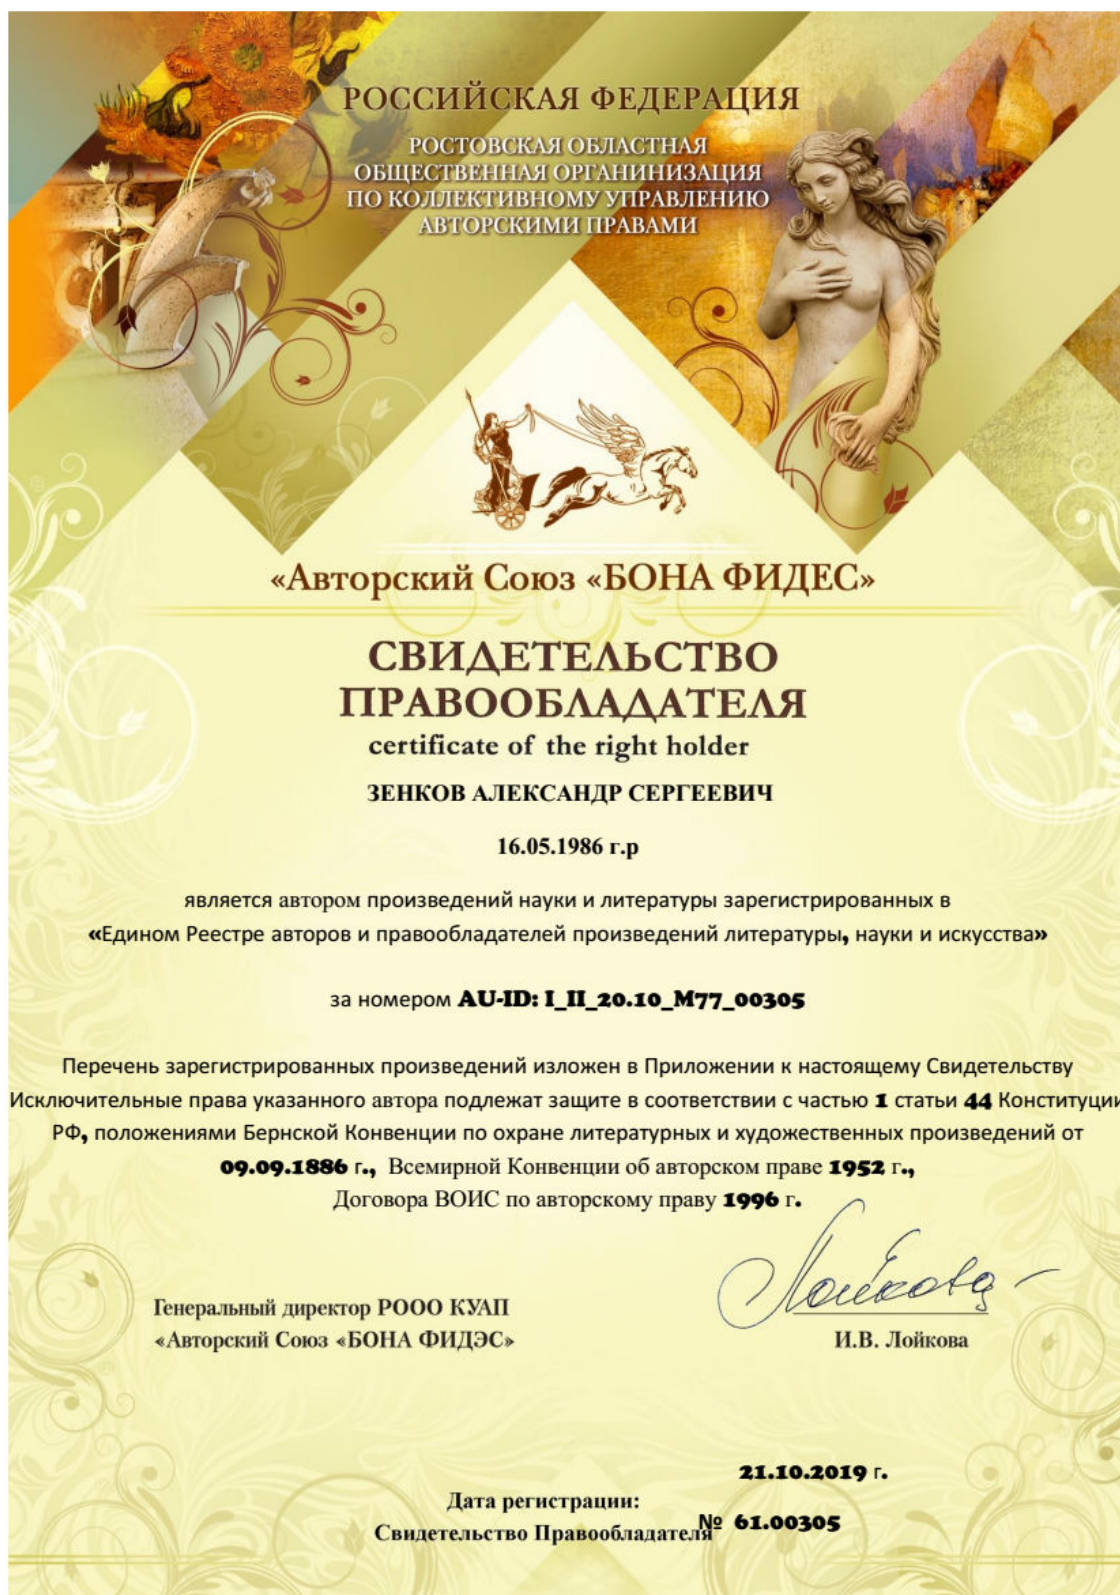 РОССИЙСКАЯ ФЕДЕРАЦИЯ
РОСТОВСКАЯ ОБЛАСТНАЯ
ОБЩЕСТВЕННАЯ ОРГАНИНИЗАЦИЯ
ПО КОЛЛЕКТИВНОМУ УПРАВЛЕНИЮ
АВТОРСКИМИ ПРАВАМИ
«Авторский Союз «БОНА ФИДЕС»
СВИДЕТЕЛЬСТВО
ПРАВООБЛАДАТЕЛЯ
certificate of the right holder
ЗЕНКОВ АЛЕКСАНДР СЕРГЕЕВИЧ
16.05.1986 г.р
является автором произведений науки и литературы зарегистрированных в
«Едином Реестре авторов и правообладателей произведений литературы, науки и искусства»
за номером AU-ID: I_II_20.10_M77_00305
Перечень зарегистрированных произведений изложен в Приложении к настоящему Свидетельству
Исключительные права указанного автора подлежат защите в соответствии с частью 1 статьи 44 Конституции
РФ, положениями Бернской Конвенции по охране литературных и художественных произведений от
09.09.1886 г., Всемирной Конвенции об авторском праве 1952 г.,
Договора ВОИС по авторскому праву 1996 г.
Генеральный директор РООО КУАП
«Авторский Союз «БОНА ФИДЭС»
Лойкова
И.В. Лойкова
21.10.2019 г.
Дата регистрации:
Свидетельство Правообладателя № 61.00305